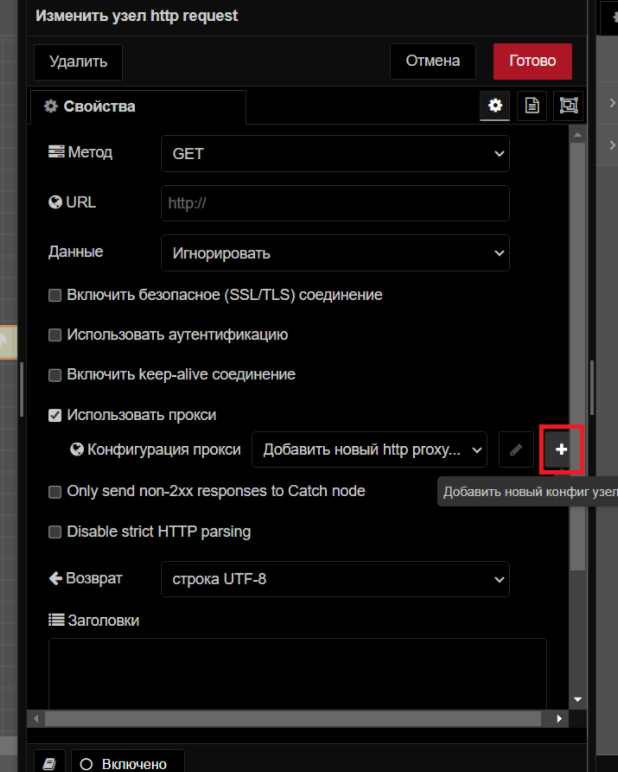 Изменить узел http request
Удалить
Отмена
Готово
Свойства
Метод
GET
URL
http://
Данные
Игнорировать
Включить безопасное (SSL/TLS) соединение
Использовать аутентификацию
Включить keep-alive соединение
Использовать прокси
Конфигурация прокси
Добавить новый http proxy...
Добавить новый конфиг узел
Only send non-2xx responses to Catch node
Disable strict HTTP parsing
Возврат
строка UTF-8
Заголовки
Включено